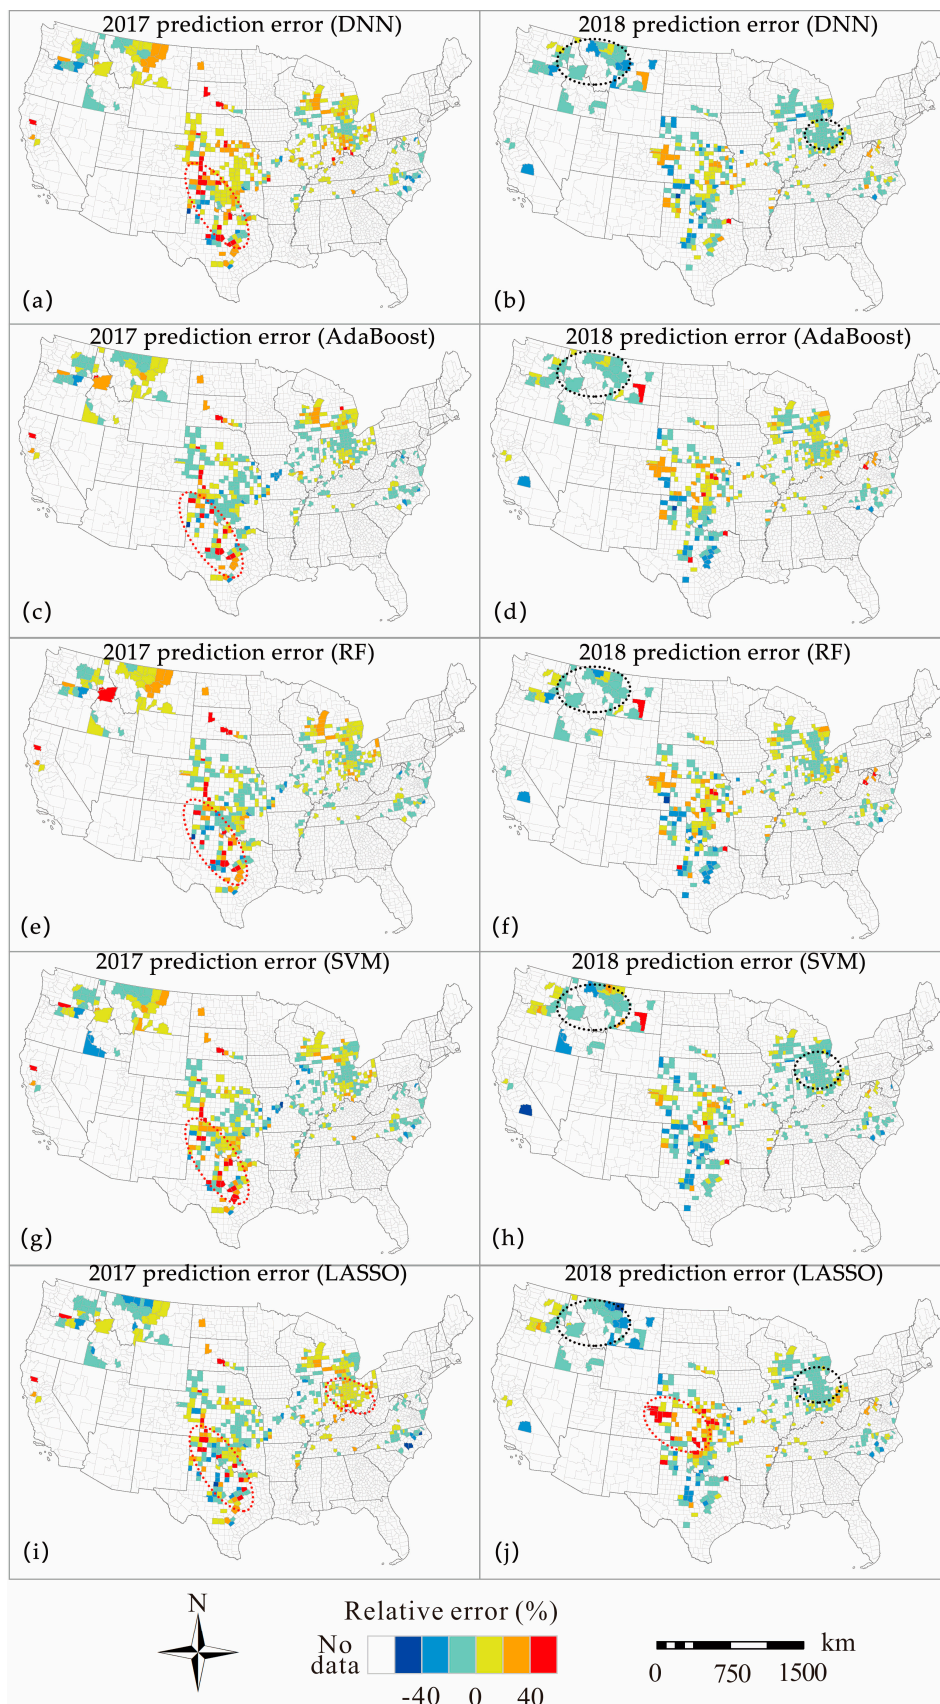 2017 prediction error (DNN)
2018 prediction error (DNN)
(a)
(b)
2017 prediction error (AdaBoost)
2018 prediction error (AdaBoost)
(c)
(d)
2017 prediction error (RF)
2018 prediction error (RF)
(e)
(f)
2017 prediction error (SVM)
2018 prediction error (SVM)
(g)
(h)
2017 prediction error (LASSO)
2018 prediction error (LASSO)
(i)
(j)
N
Relative error (%)
No
data
-40 0 40
km
0 750 1500